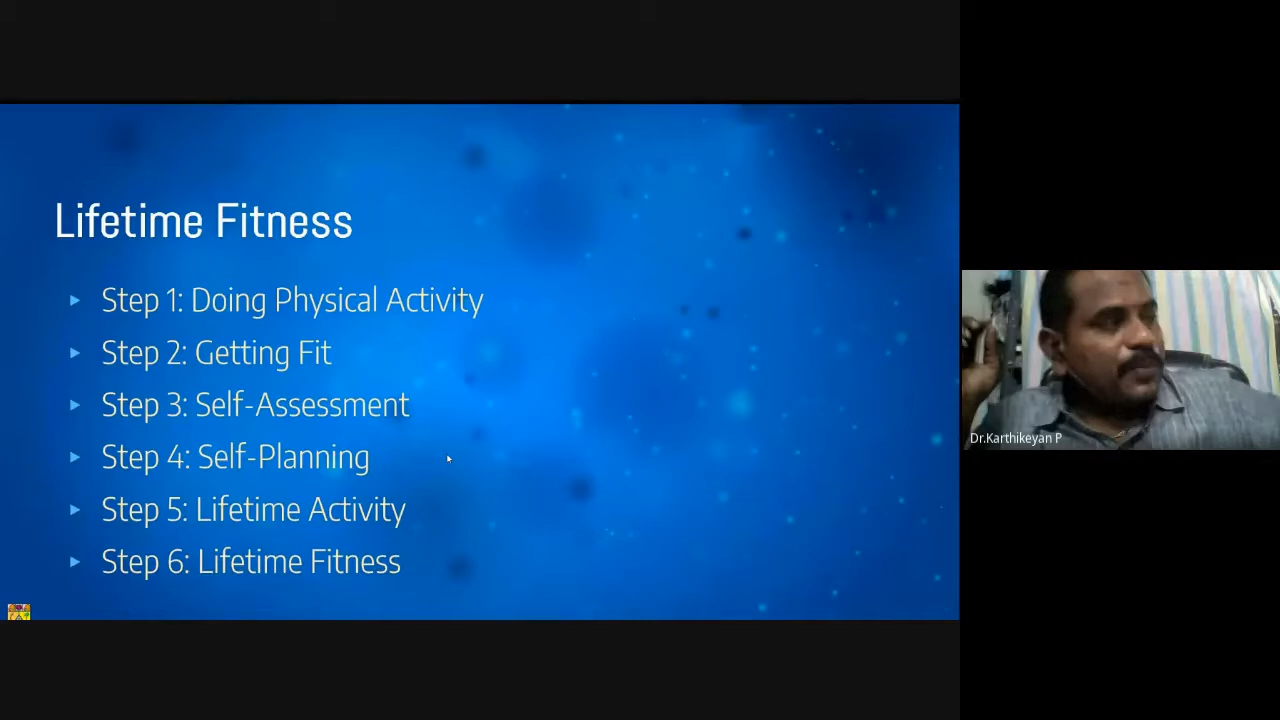 Lifetime Fitness
Step 1: Doing Physical Activity
Step 2: Getting Fit
Step 3: Self-Assessment
Step 4: Self-Planning
Step 5: Lifetime Activity
Step 6: Lifetime Fitness
Dr.Karthikeyan P